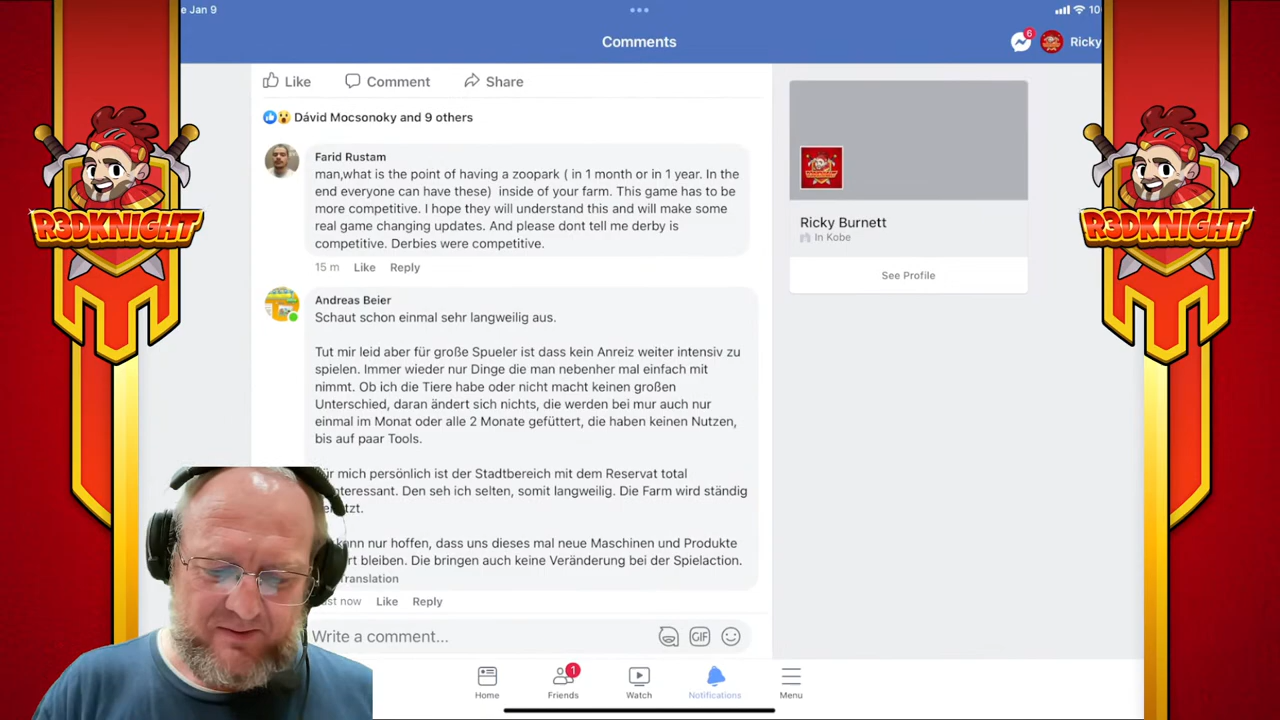 e Jan 9
10
Comments
6
Ricky
Like
Comment
Share
Dávid Mocsonoky and 9 others
Farid Rustam
man,what is the point of having a zoopark ( in 1 month or in 1 year. In the
end everyone can have these) inside of your farm. This game has to be
more competitive. I hope they will understand this and will make some
real game changing updates. And please dont tell me derby is
competitive. Derbies were competitive.
15 m Like Reply
Andreas Beier
Schaut schon einmal sehr langweilig aus.
Tut mir leid aber für große Spueler ist dass kein Anreiz weiter intensiv zu
spielen. Immer wieder nur Dinge die man nebenher mal einfach mit
nimmt. Ob ich die Tiere habe oder nicht macht keinen großen
Unterschied, daran ändert sich nichts, die werden bei mur auch nur
einmal im Monat oder alle 2 Monate gefüttert, die haben keinen Nutzen,
bis auf paar Tools.
ür mich persönlich ist der Stadtbereich mit dem Reservat total
nteressant. Den seh ich selten, somit langweilig. Die Farm wird ständig
tzt.
kann nur hoffen, dass uns dieses mal neue Maschinen und Produkte
rt bleiben. Die bringen auch keine Veränderung bei der Spielaction.
ranslation
st now Like Reply
Write a comment...
GIF
Ricky Burnett
In Kobe
See Profile
Home
1
Friends
Watch
Notifications
Menu
R3DKNIGHT
R3DKNIGHT